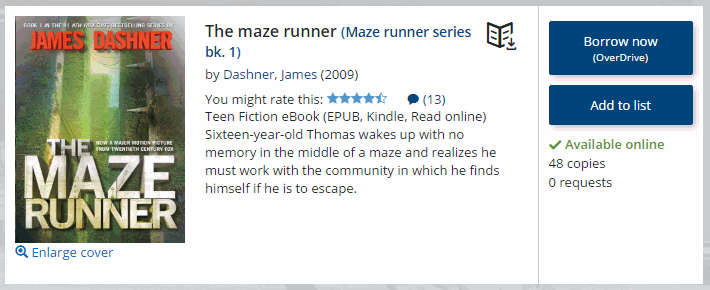 BOOK 1 IN THE #1 NEW YORK TIMES BESTSELLING SERIES BY
JAMES DASHNER
THE
NOW A MAJOR MOTION PICTURE
FROM TWENTIETH CENTURY FOX
MAZE
RUNNER
Enlarge cover
The maze runner (Maze runner series
bk. 1)
by Dashner, James (2009)
You might rate this: (13)
Teen Fiction eBook (EPUB, Kindle, Read online)
Sixteen-year-old Thomas wakes up with no
memory in the middle of a maze and realizes he
must work with the community in which he finds
himself if he is to escape.
Borrow now
(OverDrive)
Add to list
Available online
48 copies
0 requests